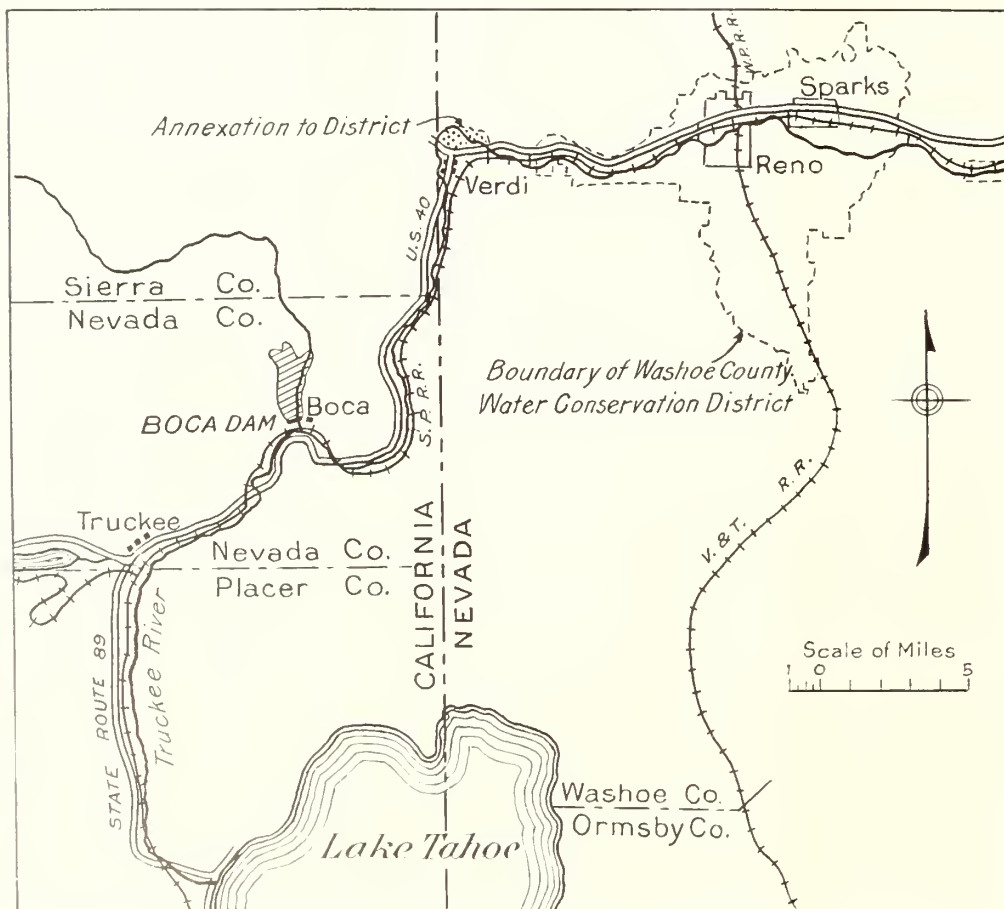 W.P.R.R.
Sparks
Annexation to District
Reno
Verdi
U.S. 40
Sierra Co.
Nevada Co.
Boundary of Washoe County
Water Conservation District
S.P.R.R.
Boca
BOCA DAM
R.R.
V. & T.
Truckee
Nevada Co.
Placer Co.
CALIFORNIA
NEVADA
Scale of Miles
1 0 5
STATE ROUTE 89
Truckee River
Washoe Co.
Ormsby Co.
Lake Tahoe